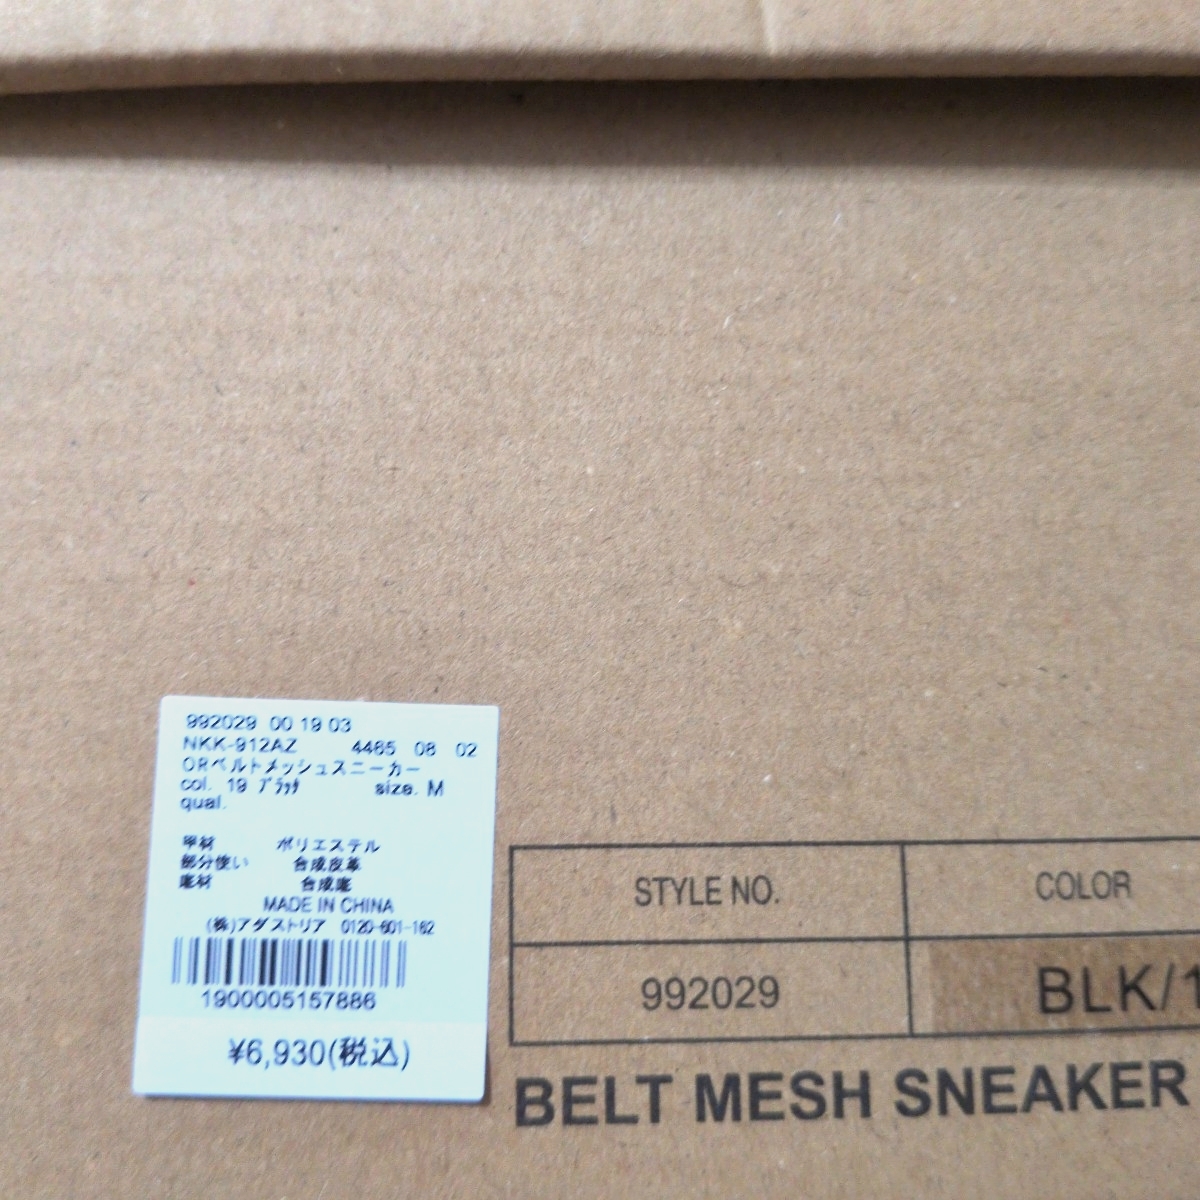 992029 00 19 03
NKK-912AZ 4465 08 02
ORベルトメッシュスニーカー
col. 19 ﾌﾞﾗｯｸ size. M
qual.
甲材 ポリエステル
部分使い 合成皮革
底材 合成底
MADE IN CHINA
(株)アダストリア 0120-601-162
1900005157886
¥6,930(税込)
STYLE NO. COLOR
992029 BLK/1
BELT MESH SNEAKER